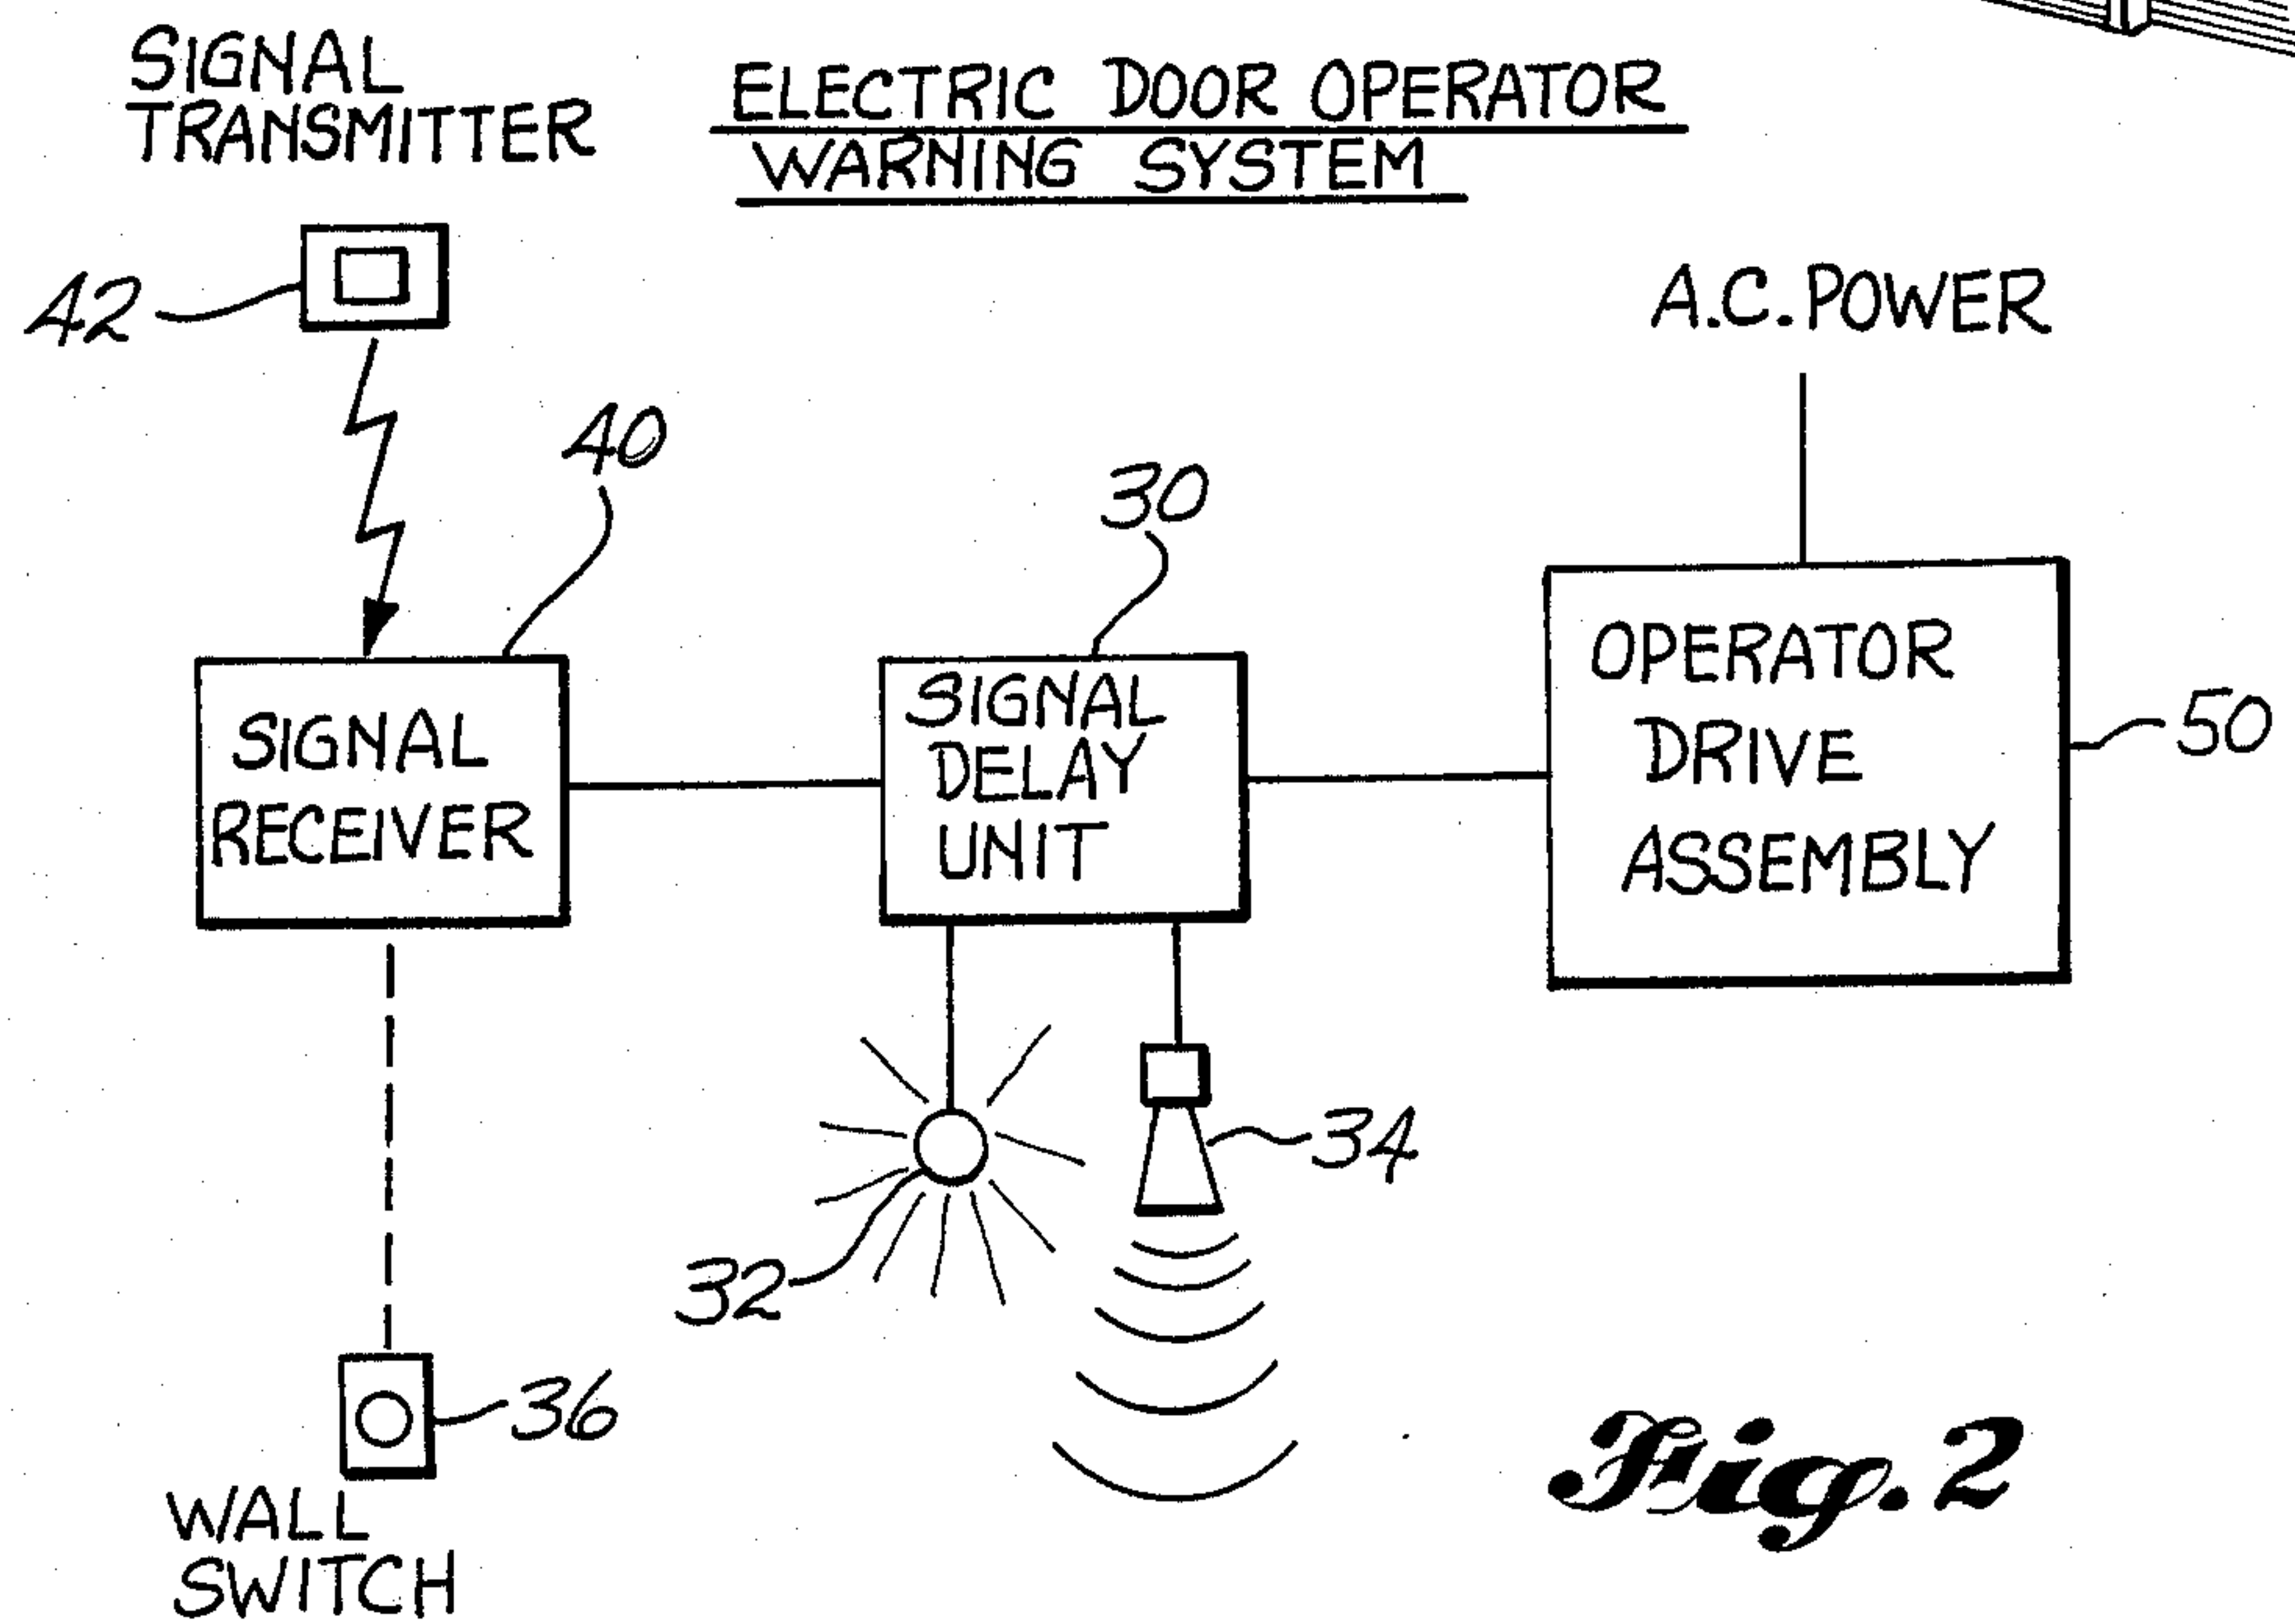 SIGNAL
TRANSMITTER
ELECTRIC DOOR OPERATOR
WARNING SYSTEM
42
A.C. POWER
40
30
SIGNAL
RECEIVER
SIGNAL
DELAY
UNIT
OPERATOR
DRIVE
ASSEMBLY
50
34
32
36
WALL
SWITCH
Fig. 2